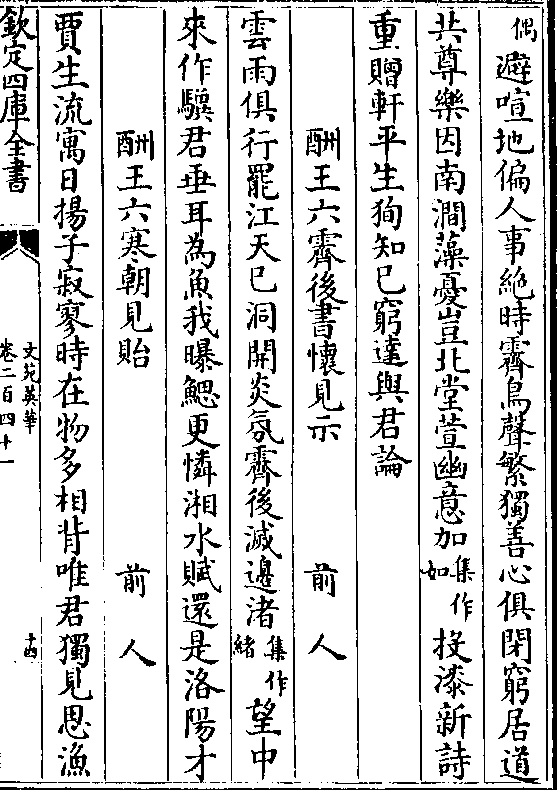 偶避喧地偏人事絶時霽鳥聲繁獨善心俱閉窮居道
共尊樂因南澗藻憂豈北堂萱幽意加集作如投漆新詩
重贈軒平生狥知已窮達與君論
酬王六霽後書懷見示 前人
雲雨俱行罷江天已洞開炎氛霽後滅邊渚集作緒望中
來作驥君垂耳為魚我曝鰓更憐湘水賦還是洛陽才
酬王六寒朝見貽 前人
賈生流寓日揚子寂寥時在物多相背唯君獨見思漁
欽定四庫全書
文苑英華
卷二百四十一
十四